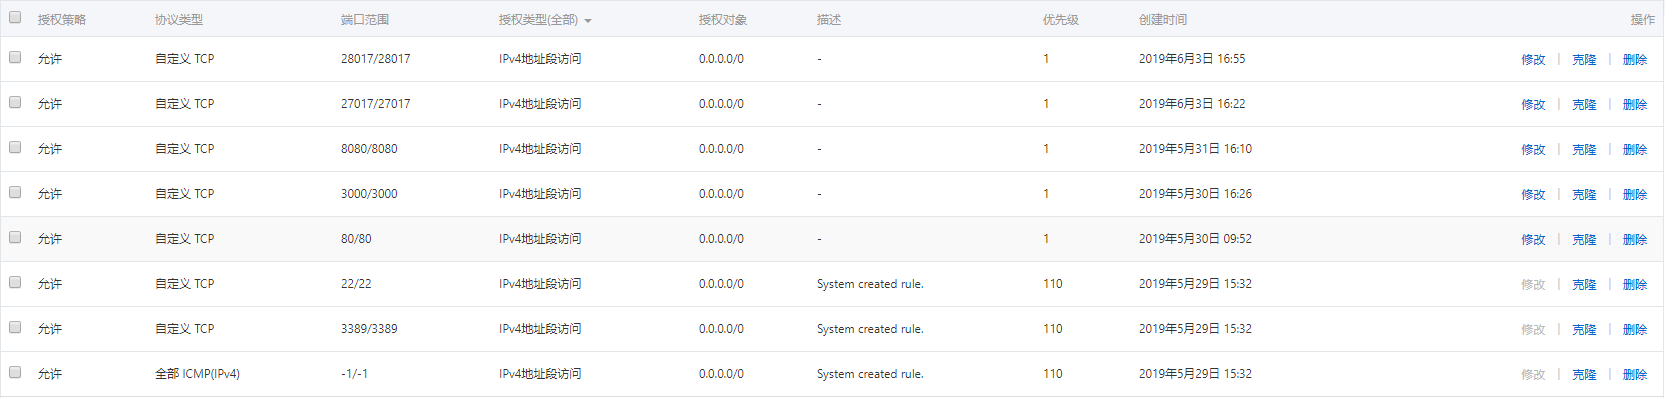 授权策略 协议类型 端口范围 授权类型(全部) 授权对象 描述 优先级 创建时间 操作
允许 自定义 TCP 28017/28017 IPv4地址段访问 0.0.0.0/0 - 1 2019年6月3日 16:55 修改 | 克隆 | 删除
允许 自定义 TCP 27017/27017 IPv4地址段访问 0.0.0.0/0 - 1 2019年6月3日 16:22 修改 | 克隆 | 删除
允许 自定义 TCP 8080/8080 IPv4地址段访问 0.0.0.0/0 - 1 2019年5月31日 16:10 修改 | 克隆 | 删除
允许 自定义 TCP 3000/3000 IPv4地址段访问 0.0.0.0/0 - 1 2019年5月30日 16:26 修改 | 克隆 | 删除
允许 自定义 TCP 80/80 IPv4地址段访问 0.0.0.0/0 - 1 2019年5月30日 09:52 修改 | 克隆 | 删除
允许 自定义 TCP 22/22 IPv4地址段访问 0.0.0.0/0 System created rule. 110 2019年5月29日 15:32 修改 | 克隆 | 删除
允许 自定义 TCP 3389/3389 IPv4地址段访问 0.0.0.0/0 System created rule. 110 2019年5月29日 15:32 修改 | 克隆 | 删除
允许 全部 ICMP(IPv4) -1/-1 IPv4地址段访问 0.0.0.0/0 System created rule. 110 2019年5月29日 15:32 修改 | 克隆 | 删除